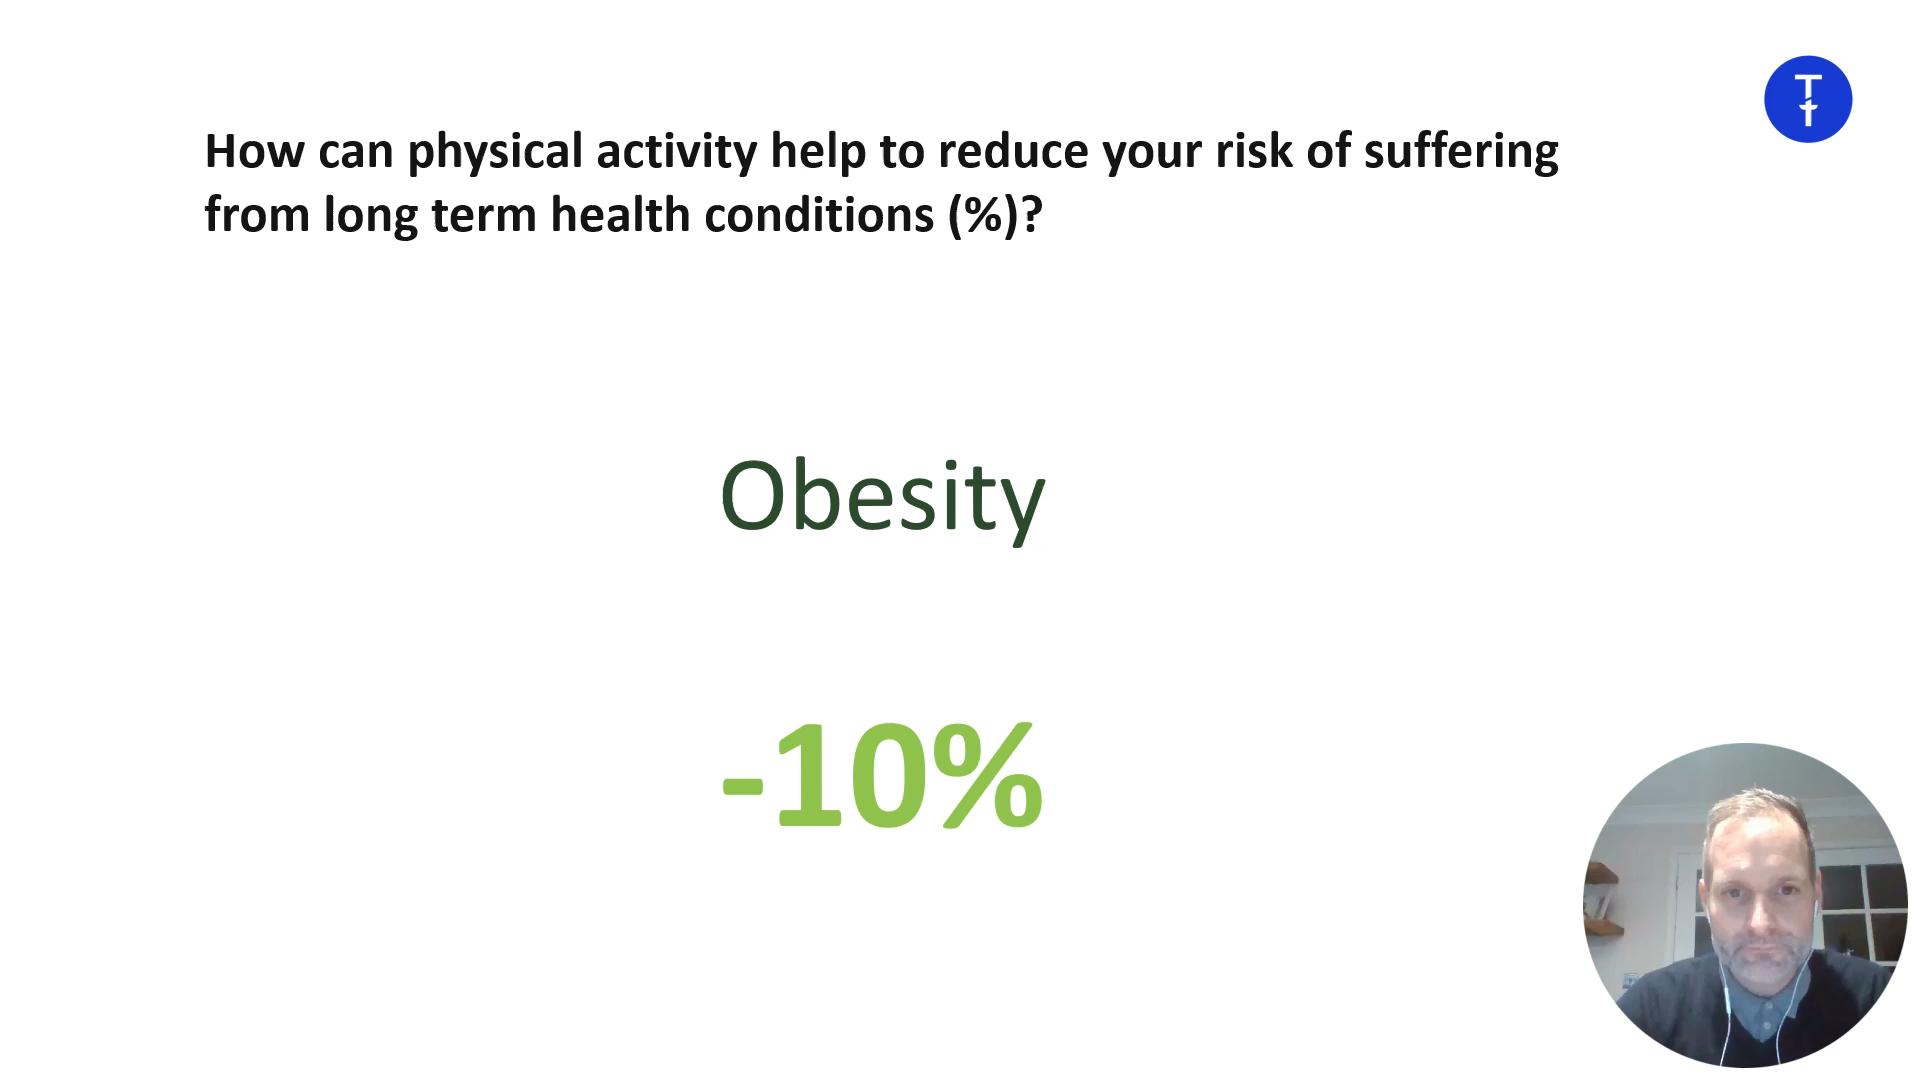 How can physical activity help to reduce your risk of suffering
from long term health conditions (%)?
Obesity
-10%